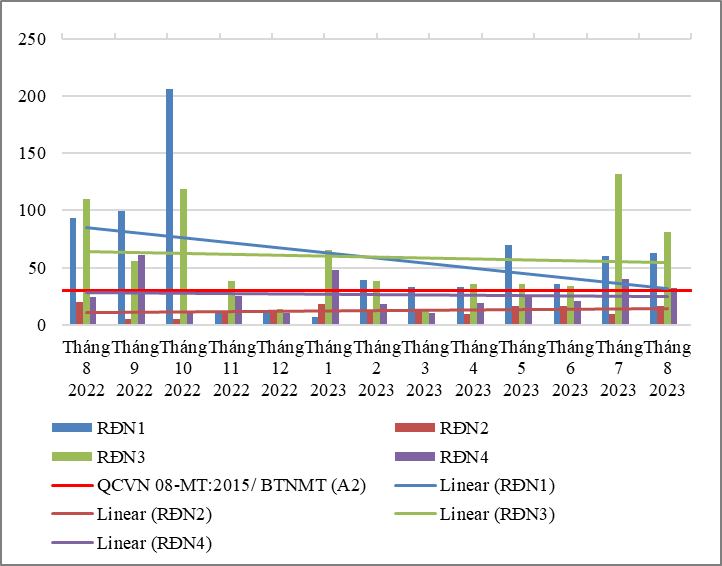 250
200
150
100
50
0
Tháng Tháng Tháng Tháng Tháng Tháng Tháng Tháng Tháng Tháng Tháng Tháng Tháng
8 9 10 11 12 1 2 3 4 5 6 7 8
2022 2022 2022 2022 2022 2023 2023 2023 2023 2023 2023 2023 2023
RĐN1 RĐN2
RĐN3 RĐN4
QCVN 08-MT:2015/ BTNMT (A2) Linear (RĐN1)
Linear (RĐN2) Linear (RĐN3)
Linear (RĐN4)